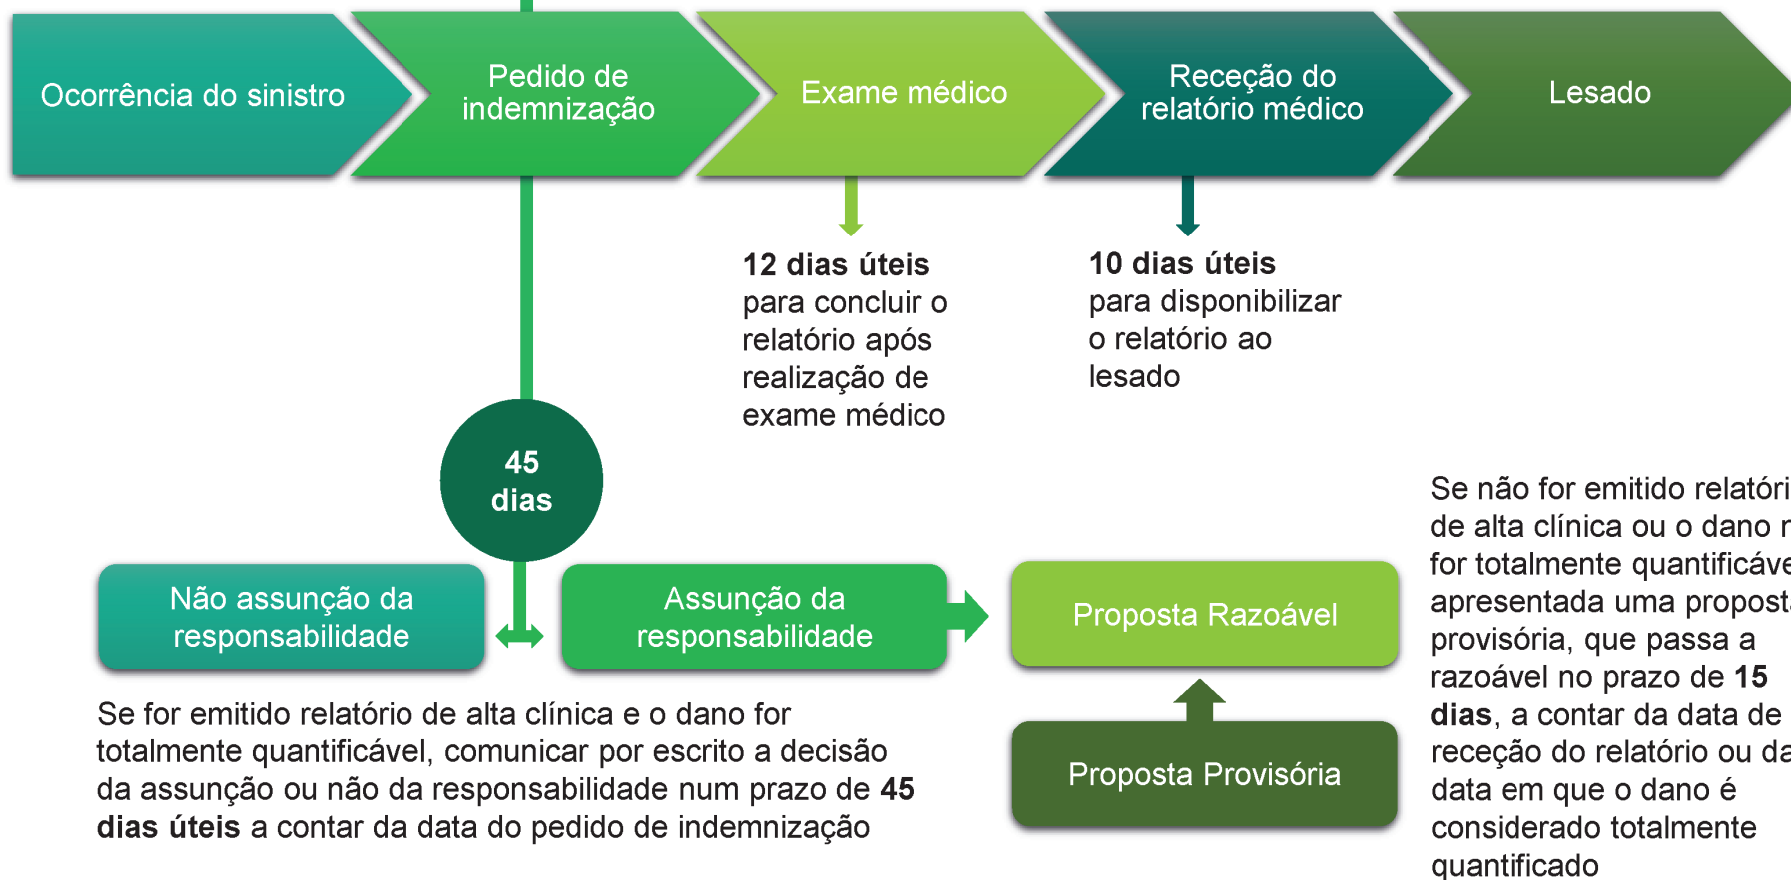 Ocorrência do sinistro
Pedido de
indemnização
Exame médico
Receção do
relatório médico
Lesado
12 dias úteis
para concluir o
relatório após
realização de
exame médico
10 dias úteis
para disponibilizar
o relatório ao
lesado
45
dias
Não assunção da
responsabilidade
Assunção da
responsabilidade
Proposta Razoável
Proposta Provisória
Se for emitido relatório de alta clínica e o dano for
totalmente quantificável, comunicar por escrito a decisão
da assunção ou não da responsabilidade num prazo de 45
dias úteis a contar da data do pedido de indemnização
Se não for emitido
de alta clínica ou o dano
for totalmente
apresentada uma
provisória, que passa a
razoável no prazo de 15
dias, a contar da data de
receção do relatório ou
data em que o dano é
considerado totalmente
quantificado